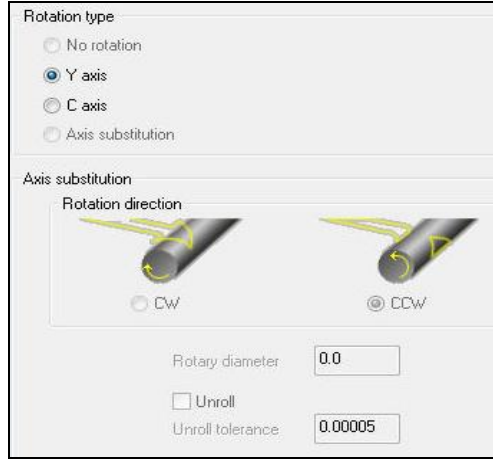 Rotation type
No rotation
Y axis
C axis
Axis substitution
Axis substitution
Rotation direction
CW
CCW
Rotary diameter 0.0
Unroll
Unroll tolerance 0.00005